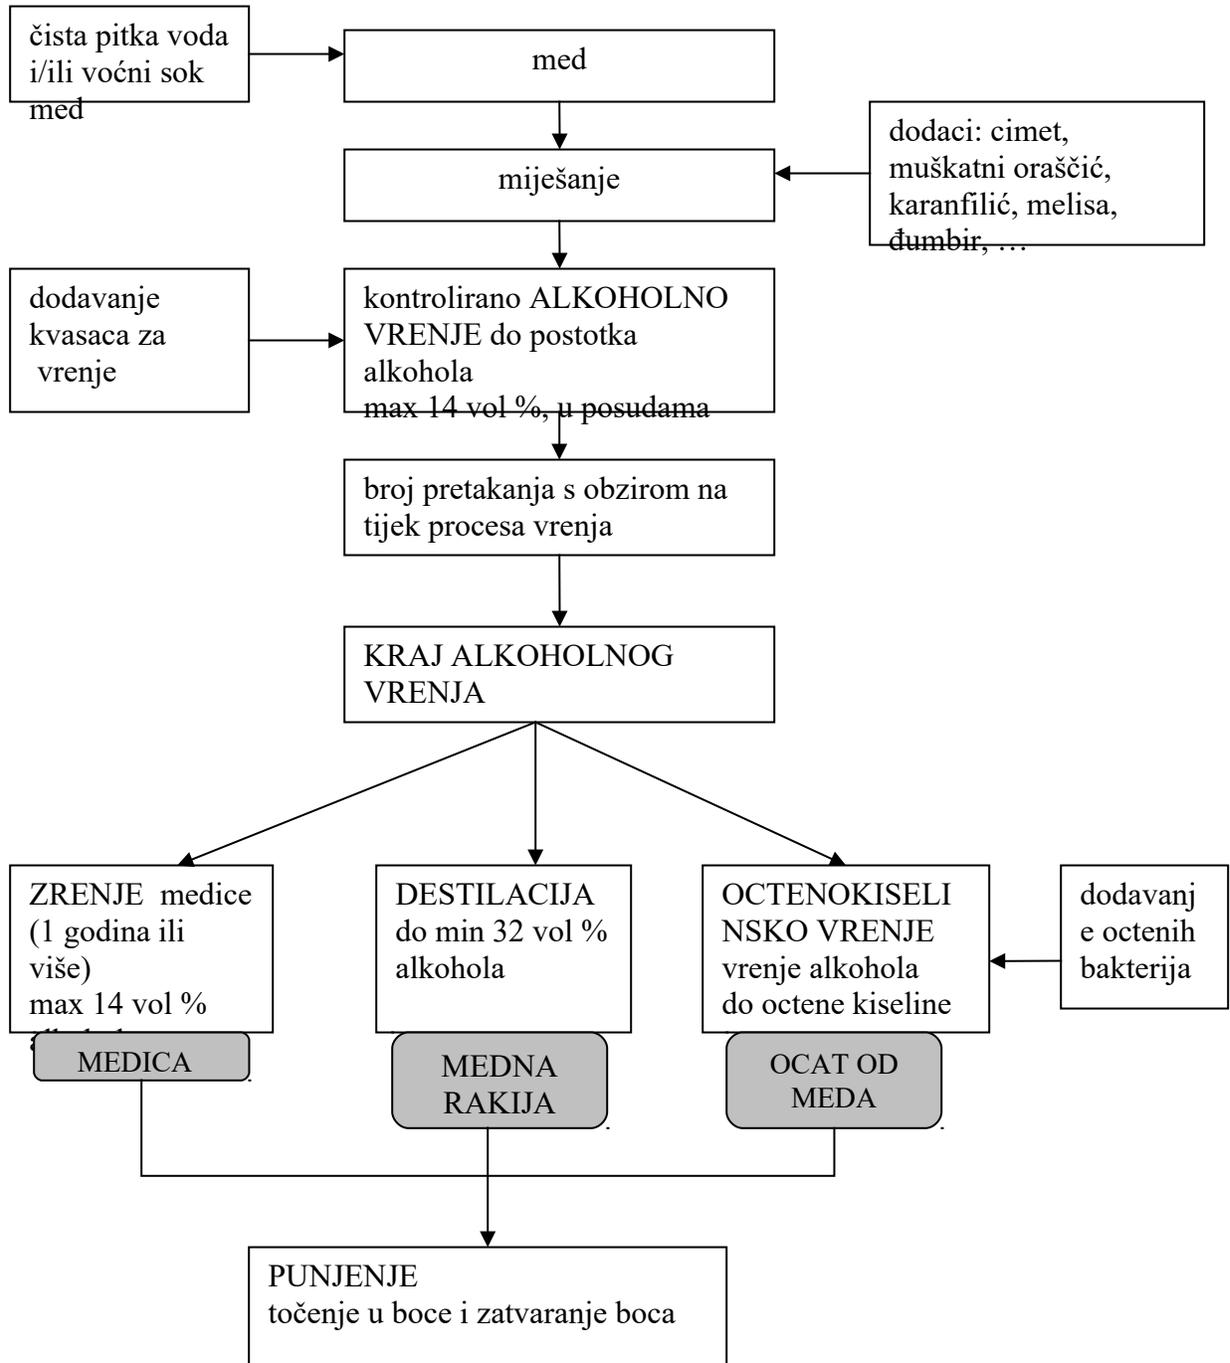 čista pitka voda
i/ili voćni sok
med
med
miješanje
dodaci: cimet,
muškatni oraščić,
karanfilić, melisa,
đumbir, …
dodavanje
kvasaca za
vrenje
kontrolirano ALKOHOLNO
VRENJE do postotka
alkohola
max 14 vol %, u posudama
broj pretakanja s obzirom na
tijek procesa vrenja
KRAJ ALKOHOLNOG
VRENJA
ZRENJE medice
(1 godina ili
više)
max 14 vol %
DESTILACIJA
do min 32 vol %
alkohola
OCTENOKISELI
NSKO VRENJE
vrenje alkohola
do octene kiseline
dodavanj
e octenih
bakterija
MEDICA
MEDNA
RAKIJA
OCAT OD
MEDA
PUNJENJE
točenje u boce i zatvaranje boca